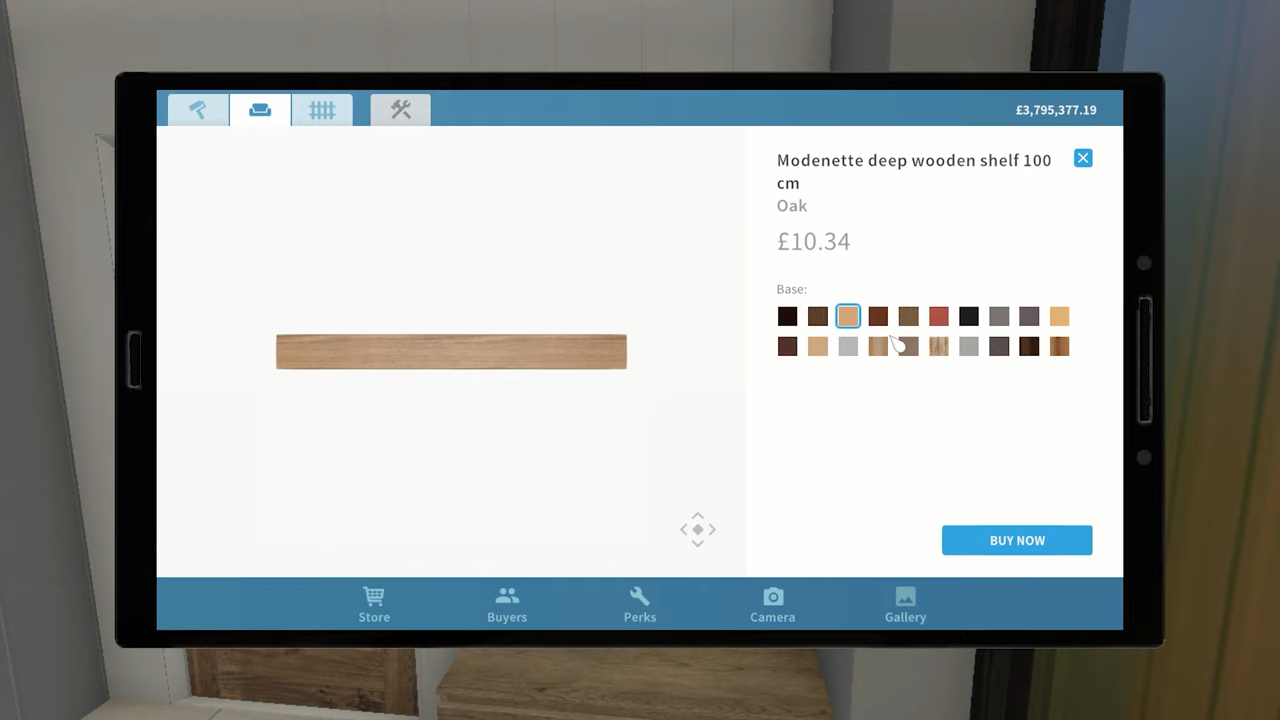 £3,795,377.19
Modenette deep wooden shelf 100
cm
Oak
£10.34
Base:
BUY NOW
Store
Buyers
Perks
Camera
Gallery